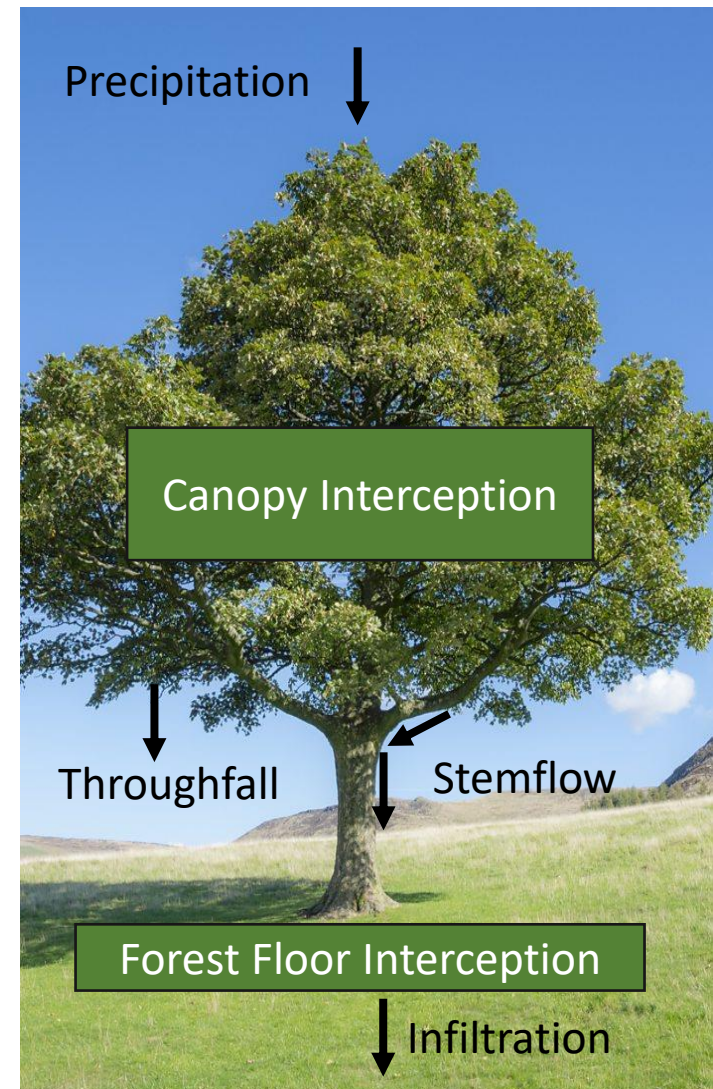 Precipitation
Canopy Interception
Throughfall
Stemflow
Forest Floor Interception
Infiltration